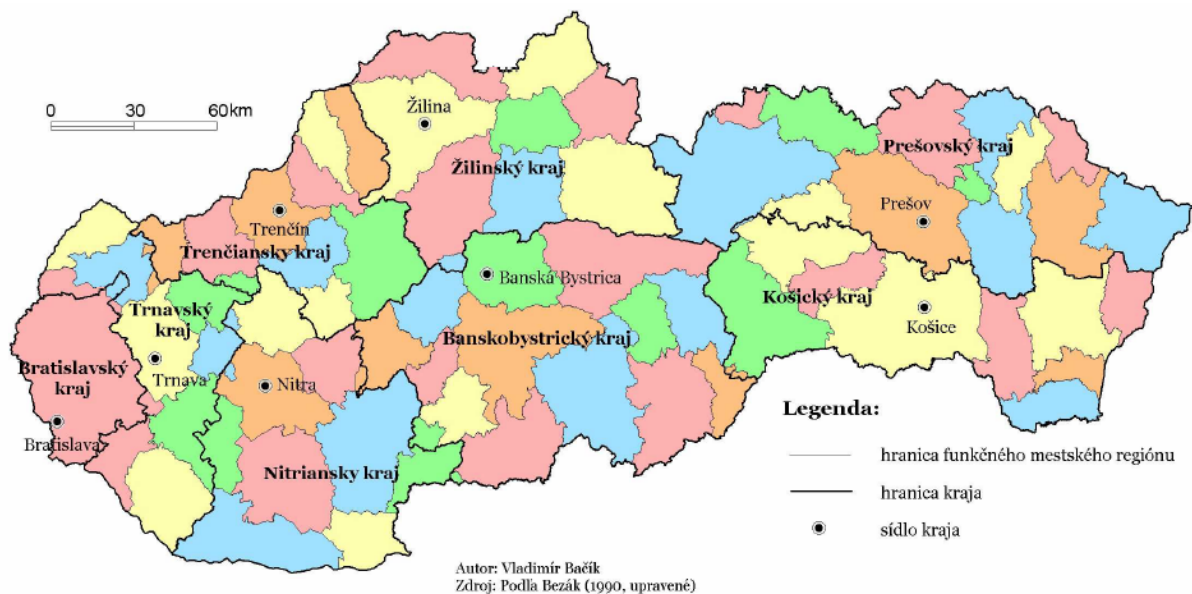 0 30 60 km
Žilina
Žilinský kraj
Prešovský kraj
Prešov
Trenčín
Trenčiansky kraj
Banská Bystrica
Košický kraj
Košice
Trnavský
kraj
Trnava
Banskobystrický kraj
Bratislavský
kraj
Nitra
Bratislava
Nitriansky kraj
Legenda:
hranica funkčného mestského regiónu
hranica kraja
sídlo kraja
Autor: Vladimír Bačík
Zdroj: Podľa Bezák (1990, upravené)